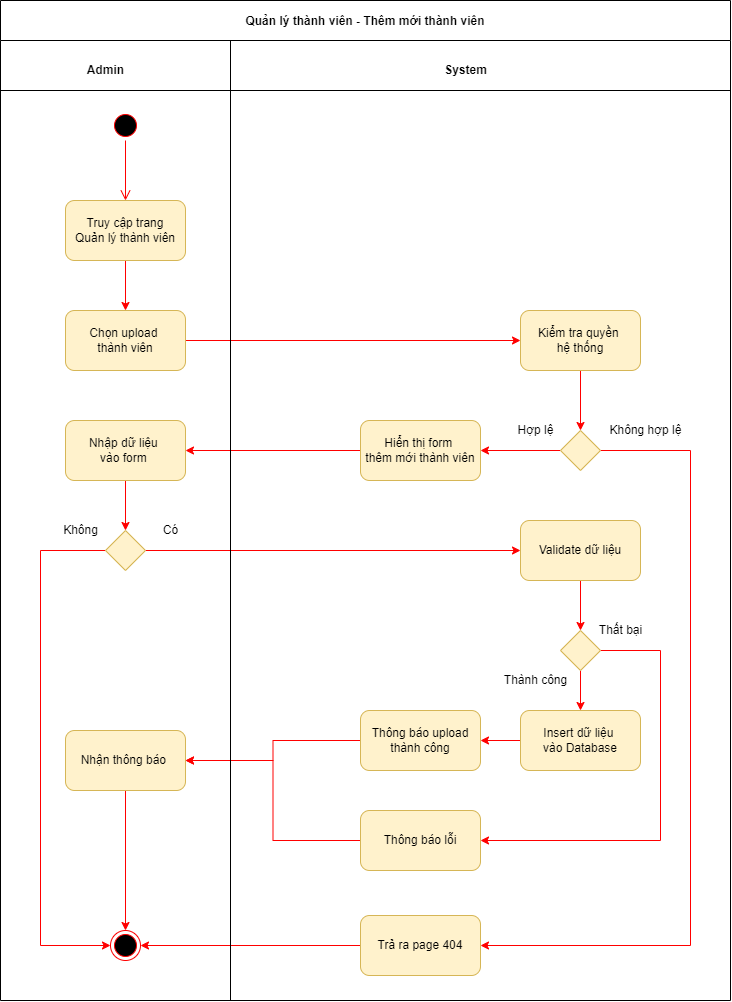 Quản lý thành viên - Thêm mới thành viên
Admin
System
Truy cập trang
Quản lý thành viên
Chọn upload
thành viên
Kiểm tra quyền
hệ thống
Hợp lệ
Không hợp lệ
Nhập dữ liệu
vào form
Hiển thị form
thêm mới thành viên
Không
Có
Validate dữ liệu
Thất bại
Thành công
Thông báo upload
thành công
Insert dữ liệu
vào Database
Nhận thông báo
Thông báo lỗi
Trả ra page 404